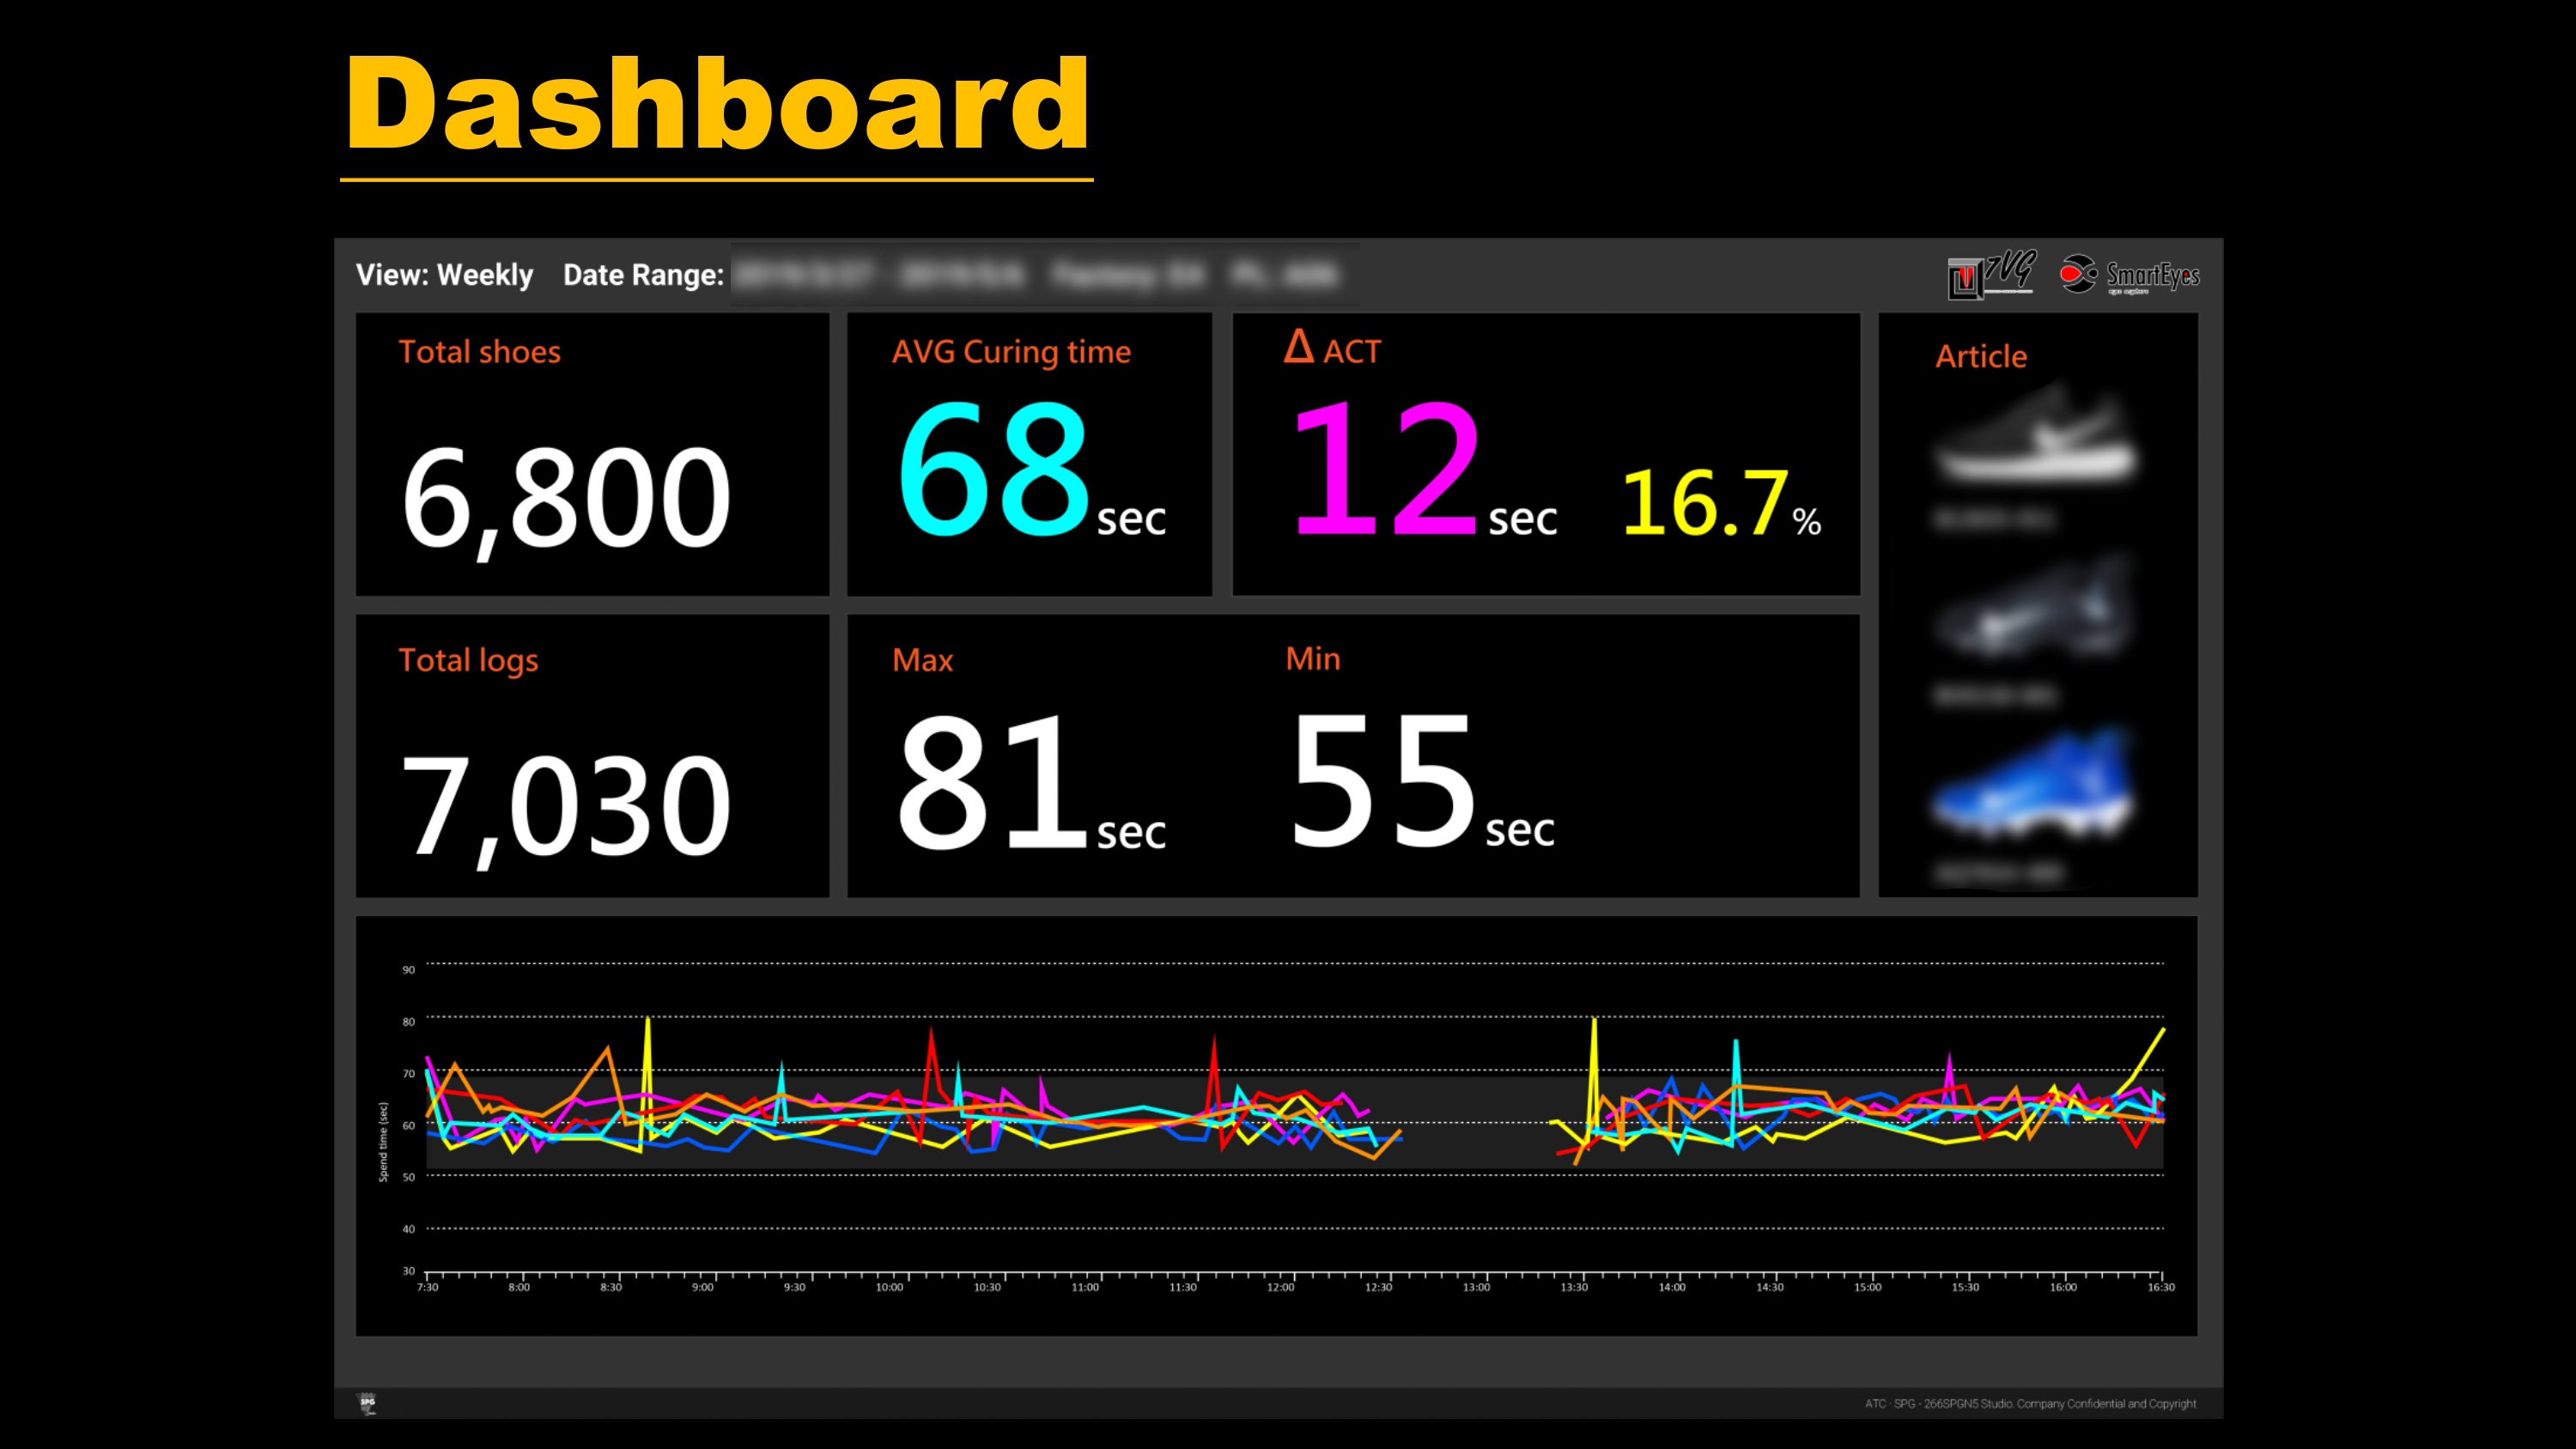 Dashboard
View: Weekly Date Range:
7VG
SmartEyes
Total shoes
6,800
AVG Curing time
68 sec
Δ ACT
12 sec 16.7 %
Article
Total logs
7,030
Max
81 sec
Min
55 sec
Spend time (sec)
90
80
70
60
50
40
30
7:30 8:00 8:30 9:00 9:30 10:00 10:30 11:00 11:30 12:00 12:30 13:00 13:30 14:00 14:30 15:00 15:30 16:00 16:30
SPG
ATC · SPG - 266SPGN5 Studio. Company Confidential and Copyright